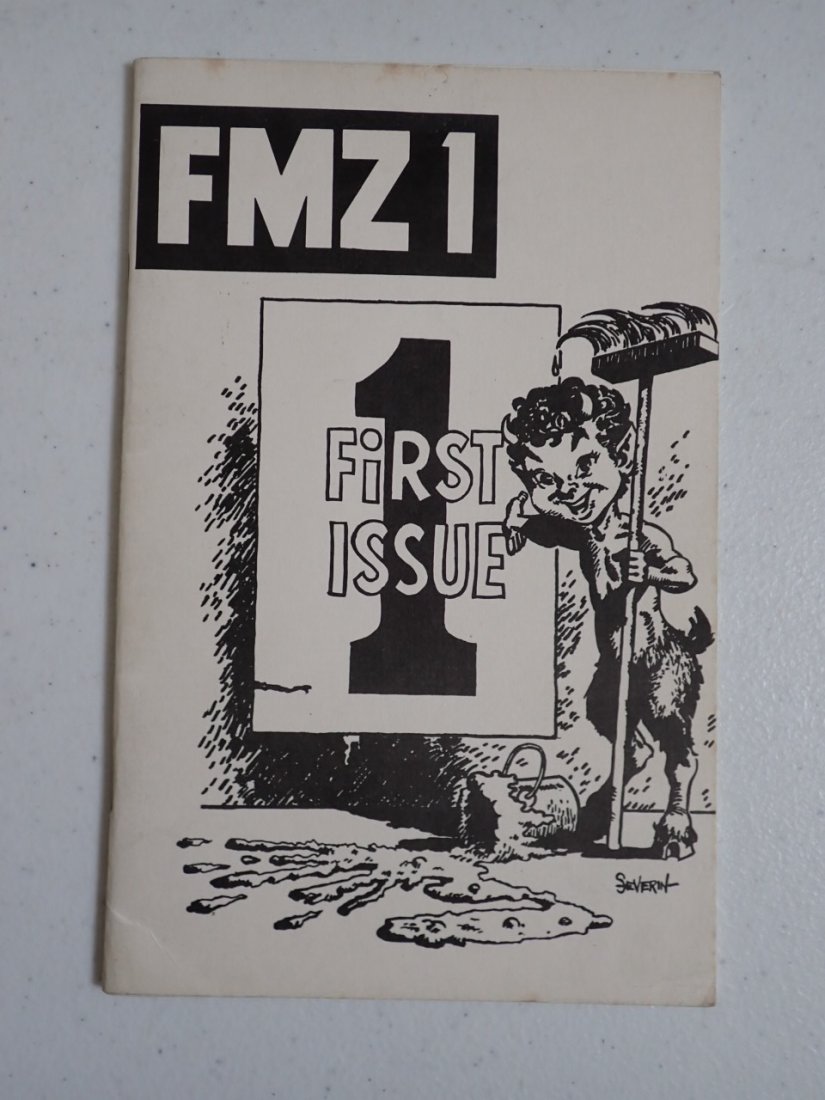 FMZ 1
1
FiRST
ISSUE
SEVERIN